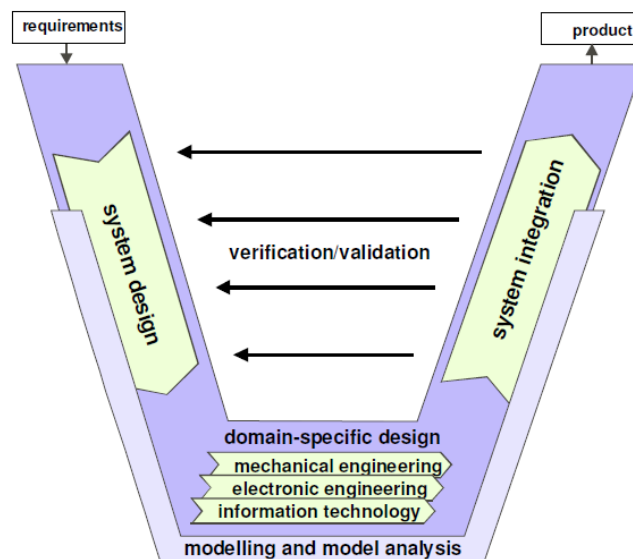 requirements
product
system design
system integration
verification/validation
domain-specific design
mechanical engineering
electronic engineering
information technology
modelling and model analysis